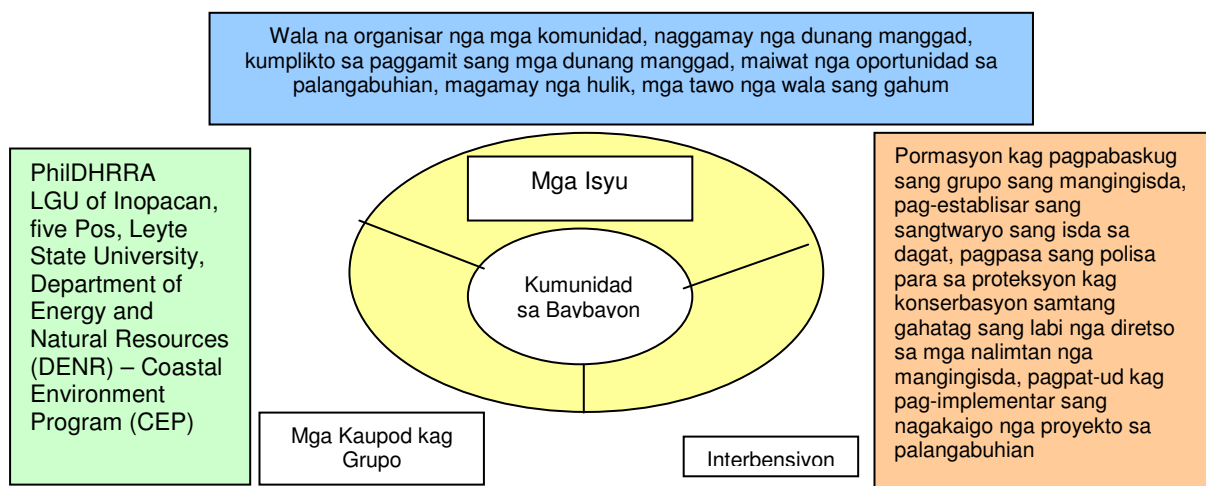 Wala na organisar nga mga komunidad, naggamay nga dunang manggad,
kumplikto sa paggamit sang mga dunang manggad, maiwat nga oportunidad sa
palangabuhian, magamay nga hulik, mga tawo nga wala sang gahum
PhilDHRRA
LGU of Inopacan,
five Pos, Leyte
State University,
Department of
Energy and
Natural Resources
(DENR) – Coastal
Environment
Program (CEP)
Mga Isyu
Kumunidad
sa Baybayon
Pormasyon kag pagpabaskug
sang grupo sang mangingisda,
pag-establisar sang
sangtwaryo sang isda sa
dagat, pagpasa sang polisa
para sa proteksyon kag
konserbasyon samtang
gahatag sang labi nga diretso
sa mga nalimtan nga
mangingisda, pagpat-ud kag
pag-implementar sang
nagakaigo nga proyekto sa
palangabuhian
Mga Kaupod kag
Grupo
Interbensiyon